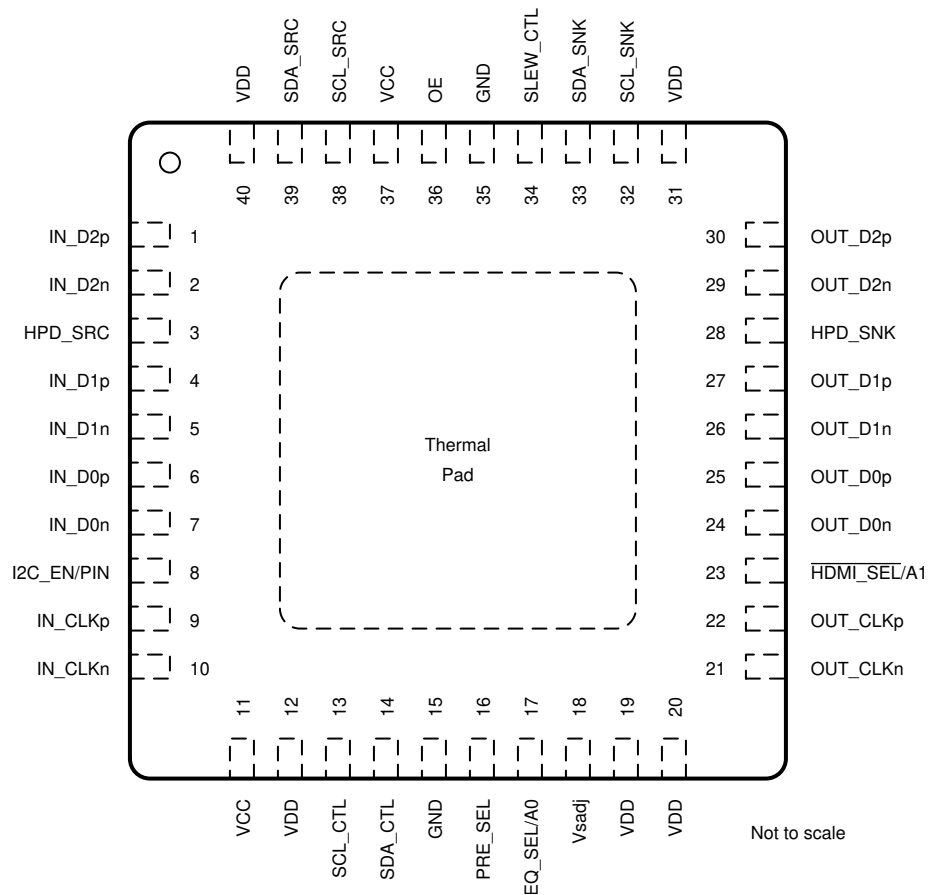 VDD
SDA_SRC
SCL_SRC
VCC
OE
GND
SLEW_CTL
SDA_SNK
SCL_SNK
VDD
40
39
38
37
36
35
34
33
32
31
IN_D2p 1
30 OUT_D2p
IN_D2n 2
29 OUT_D2n
HPD_SRC 3
28 HPD_SNK
IN_D1p 4
27 OUT_D1p
IN_D1n 5
26 OUT_D1n
Thermal
Pad
IN_D0p 6
25 OUT_D0p
IN_D0n 7
24 OUT_D0n
I2C_EN/PIN 8
23 HDMI_SEL/A1
IN_CLKp 9
22 OUT_CLKp
IN_CLKn 10
21 OUT_CLKn
11
12
13
14
15
16
17
18
19
20
VCC
VDD
SCL_CTL
SDA_CTL
GND
PRE_SEL
EQ_SEL/A0
Vsadj
VDD
VDD
Not to scale